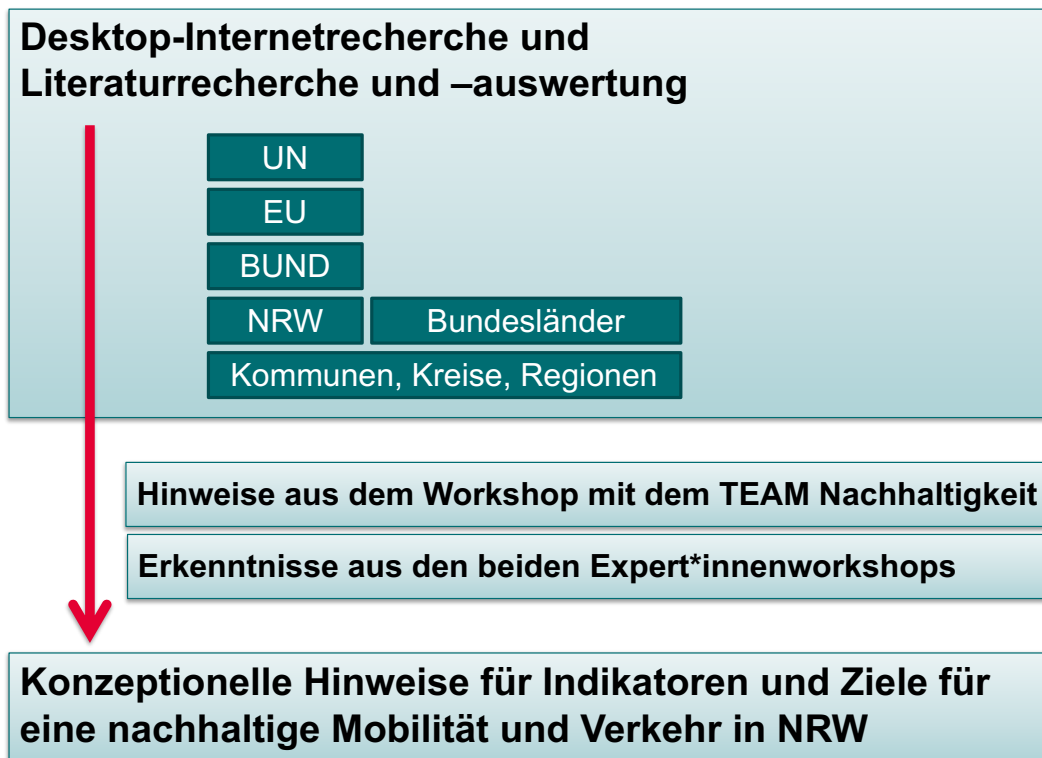 Desktop-Internetrecherche und
Literaturrecherche und –auswertung
UN
EU
BUND
NRW
Bundesländer
Kommunen, Kreise, Regionen
Hinweise aus dem Workshop mit dem TEAM Nachhaltigkeit
Erkenntnisse aus den beiden Expert*innenworkshops
Konzeptionelle Hinweise für Indikatoren und Ziele für
eine nachhaltige Mobilität und Verkehr in NRW